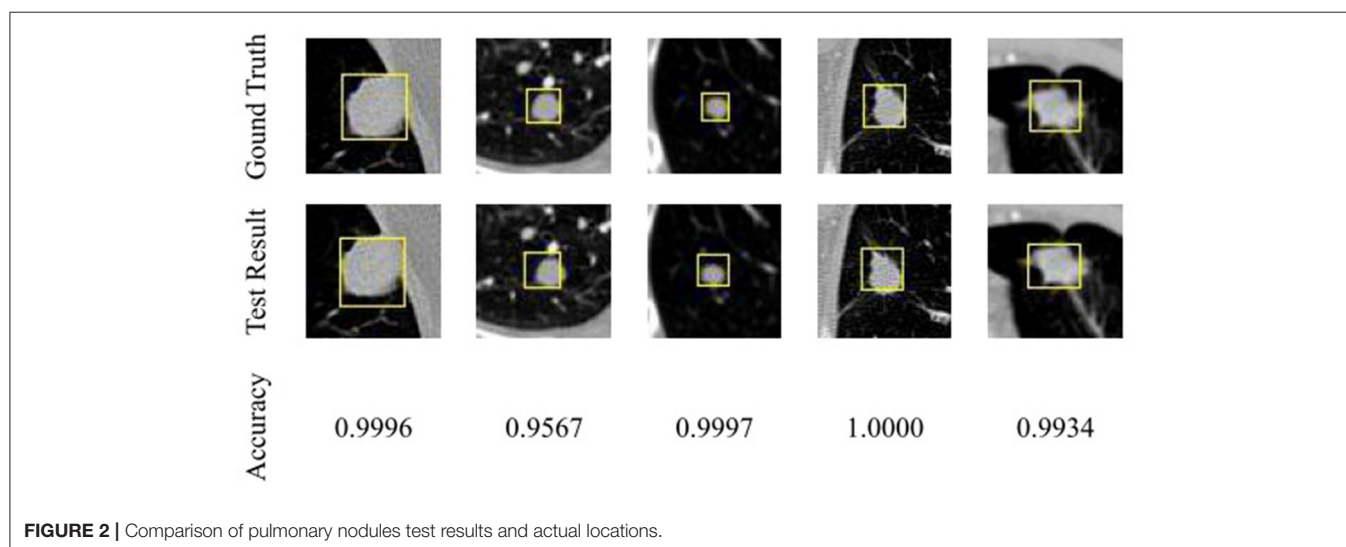 Gound Truth
Test Result
Accuracy
0.9996 0.9567 0.9997 1.0000 0.9934
FIGURE 2 | Comparison of pulmonary nodules test results and actual locations.